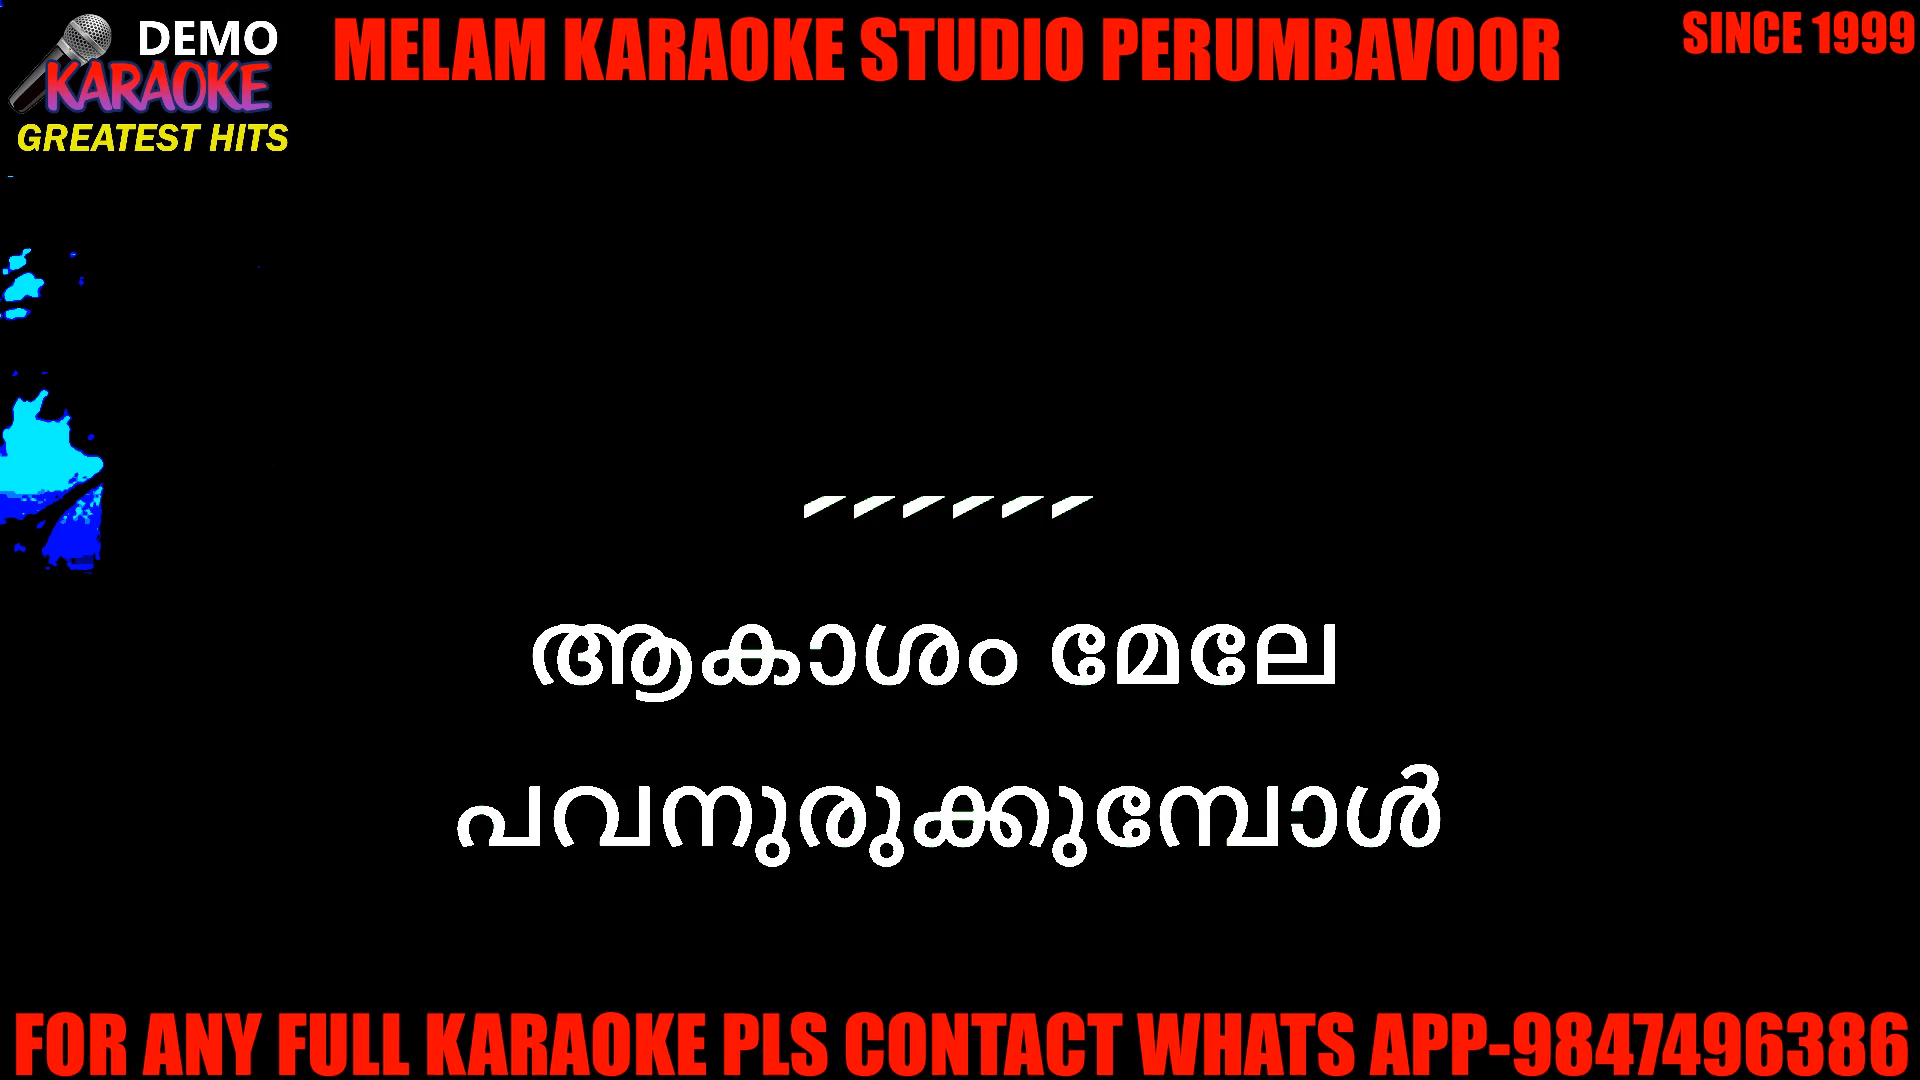 DEMO
KARAOKE
GREATEST HITS
MELAM KARAOKE STUDIO PERUMBAVOOR
SINCE 1999
ആകാശം മേലേ
പവനുരുക്കുമ്പോൾ
FOR ANY FULL KARAOKE PLS CONTACT WHATS APP-9847496386